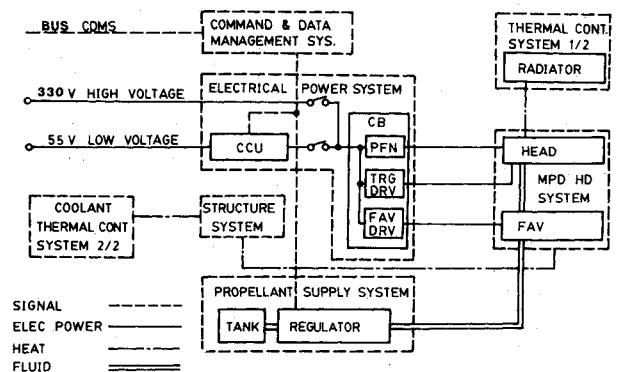 BUS CDMS
COMMAND & DATA
MANAGEMENT SYS.
THERMAL CONT.
SYSTEM 1/2
RADIATOR
330 V HIGH VOLTAGE
ELECTRICAL POWER SYSTEM
55 V LOW VOLTAGE
CCU
CB
PFN
TRG
DRV
FAV
DRV
HEAD
MPD HD
SYSTEM
FAV
COOLANT
THERMAL CONT
SYSTEM 2/2
STRUCTURE
SYSTEM
PROPELLANT SUPPLY SYSTEM
TANK
REGULATOR
SIGNAL
ELEC POWER
HEAT
FLUID